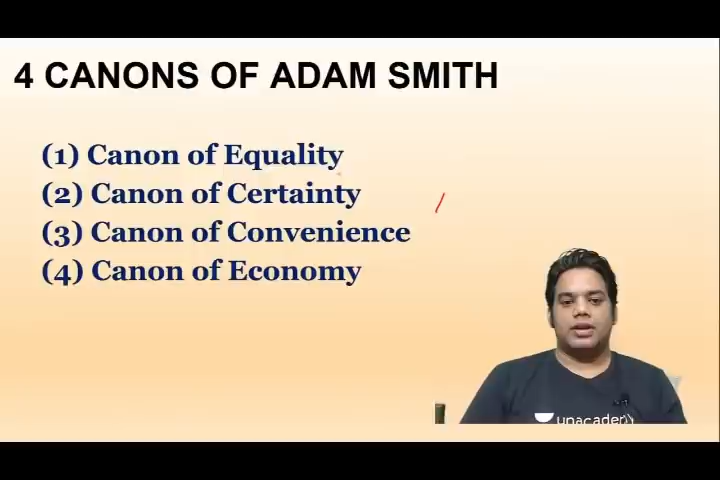 4 CANONS OF ADAM SMITH
(1) Canon of Equality
(2) Canon of Certainty
(3) Canon of Convenience
(4) Canon of Economy